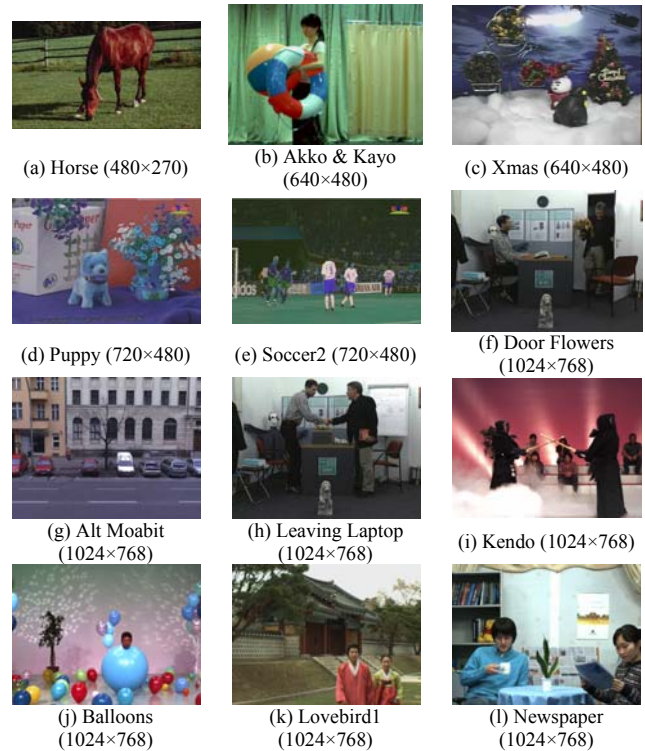 (a) Horse (480×270)
(b) Akko & Kayo
(640×480)
(c) Xmas (640×480)
(d) Puppy (720×480)
(e) Soccer2 (720×480)
(f) Door Flowers
(1024×768)
(g) Alt Moabit
(1024×768)
(h) Leaving Laptop
(1024×768)
(i) Kendo (1024×768)
(j) Balloons
(1024×768)
(k) Lovebird1
(1024×768)
(l) Newspaper
(1024×768)